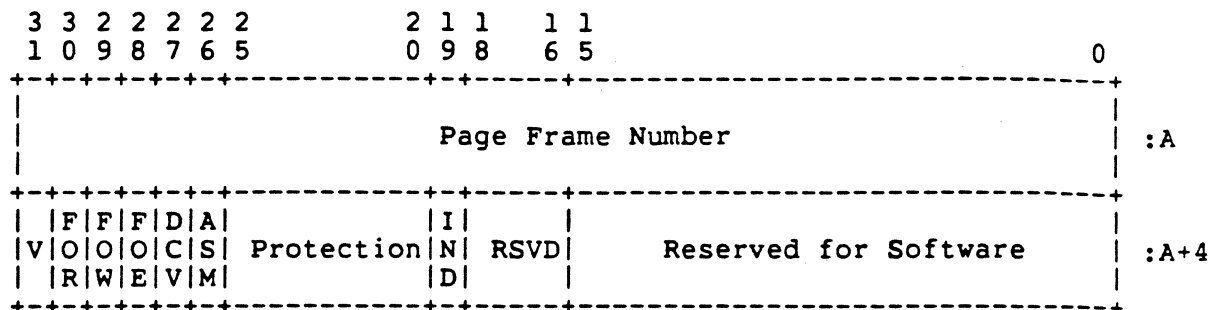 3 3 2 2 2 2 2 2 1 1 1 1
1 0 9 8 7 6 5 0 9 8 6 5 0
+-+-+-+-+-+-+-----------+-+-----+-------------------------------+
| |
| Page Frame Number | :A
| |
+-+-+-+-+-+-+-----------+-+-----+-------------------------------+
| |F|F|F|D|A| |I| | |
|V|O|O|O|C|S| Protection|N| RSVD| Reserved for Software | :A+4
| |R|W|E|V|M| |D| | |
+-+-+-+-+-+-+-----------+-+-----+-------------------------------+